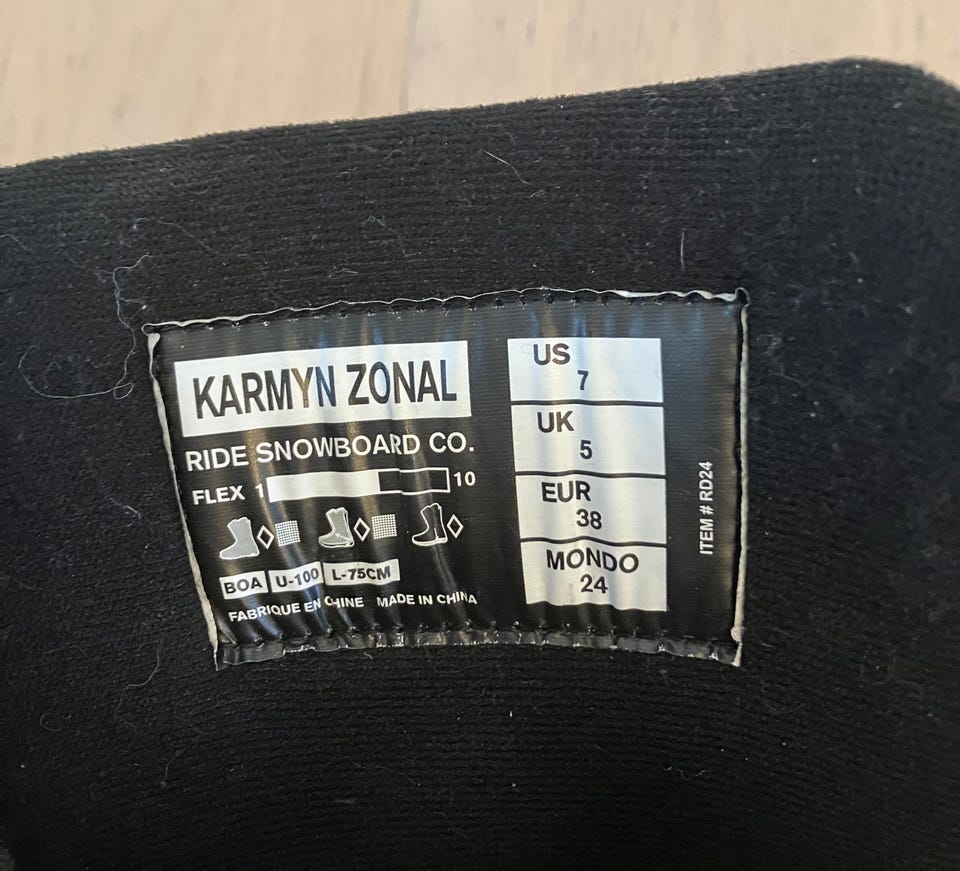 KARMYN ZONAL
RIDE SNOWBOARD CO.
FLEX 1 10
BOA U-100 L-75CM
FABRIQUE EN CHINE MADE IN CHINA
US
7
UK
5
EUR
38
MONDO
24
ITEM # RD24